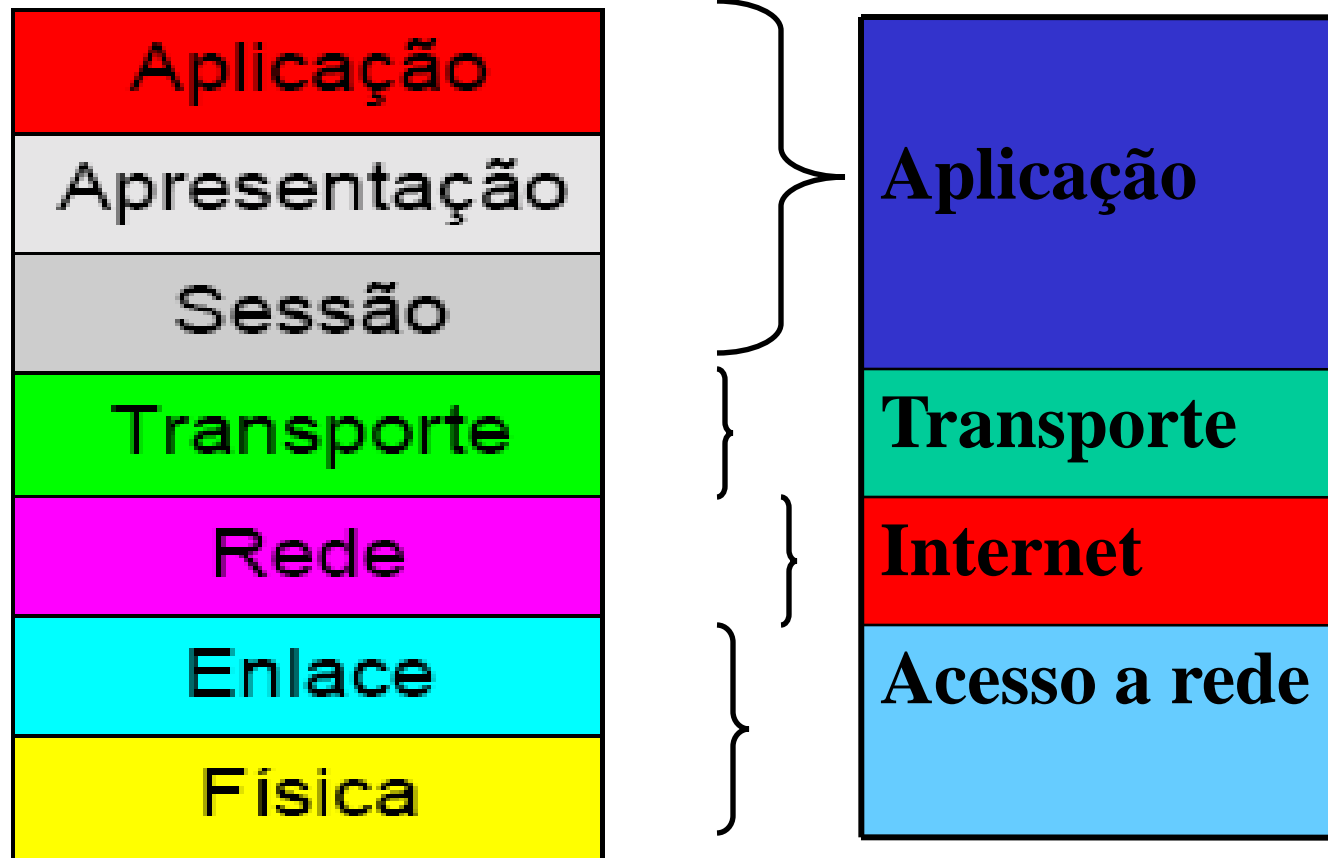 Aplicação
Apresentação
Sessão
Transporte
Rede
Enlace
Física
Aplicação
Transporte
Internet
Acesso a rede